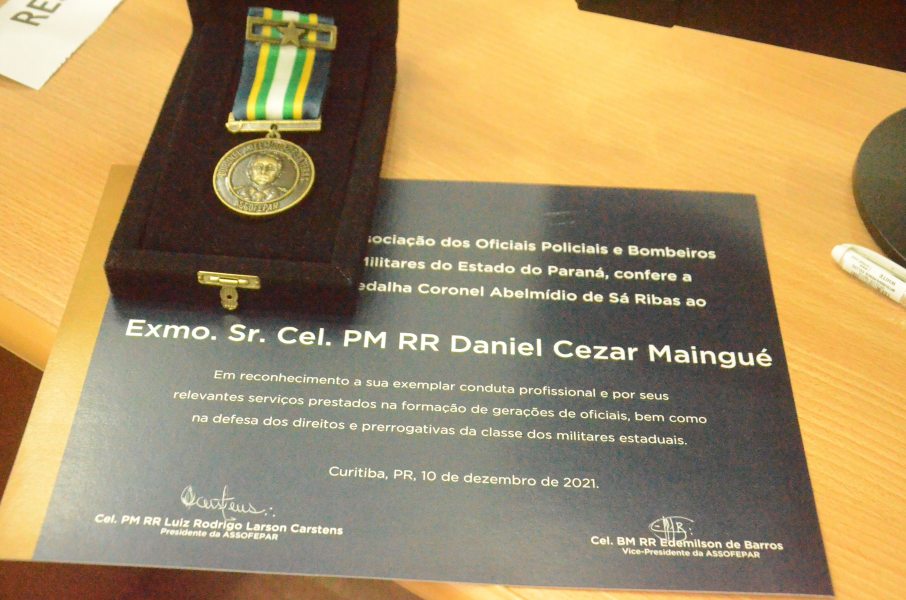 RE
ASSOFEPAR
sociação dos Oficiais Policiais e Bombeiros
Militares do Estado do Paraná, confere a
edalha Coronel Abelmídio de Sá Ribas ao
Exmo. Sr. Cel. PM RR Daniel Cezar Maingué
Em reconhecimento a sua exemplar conduta profissional e por seus
relevantes serviços prestados na formação de gerações de oficiais, bem como
na defesa dos direitos e prerrogativas da classe dos militares estaduais.
Curitiba, PR, 10 de dezembro de 2021.
Carstens
Cel. PM RR Luiz Rodrigo Larson Carstens
Presidente da ASSOFEPAR
Cel. BM RR Edemilson de Barros
Vice-Presidente da ASSOFEPAR